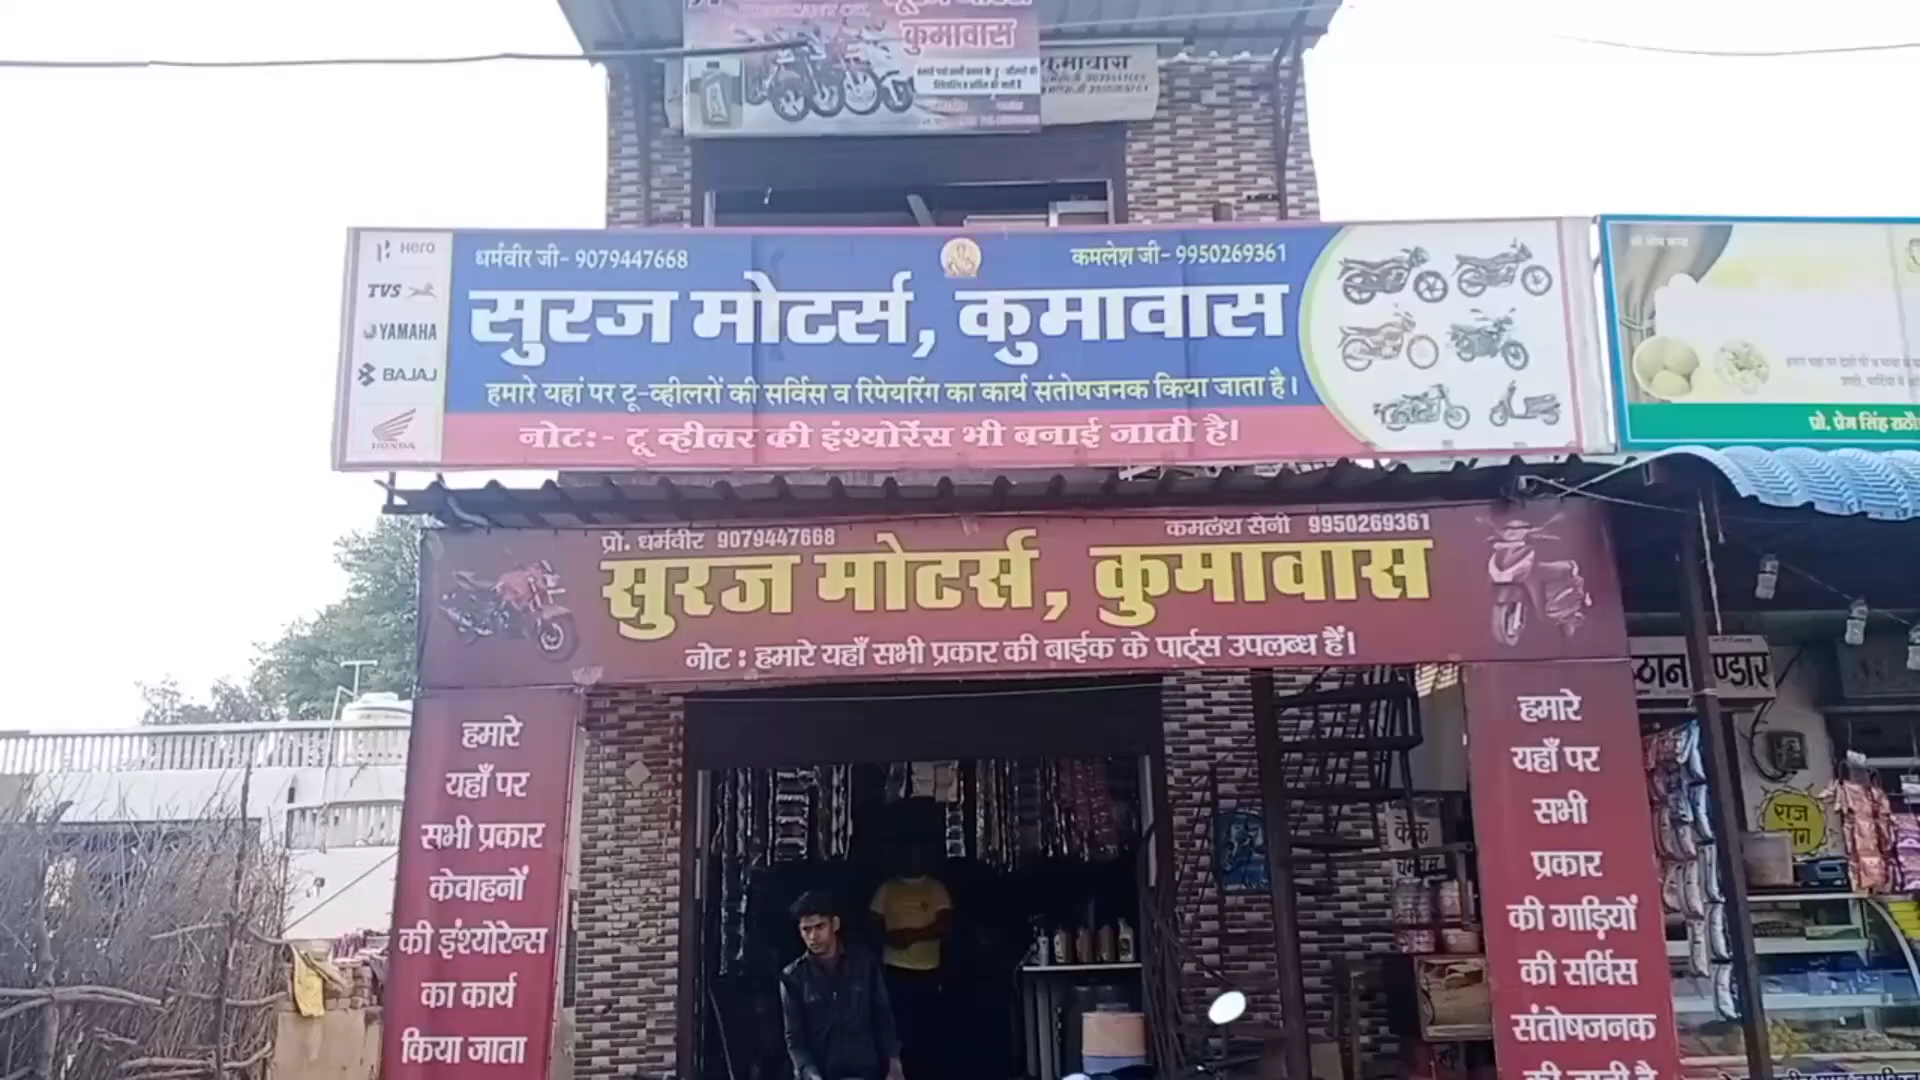 कुमावास
कुमावास
Hero
TVS
YAMAHA
BAJAJ
HONDA
धर्मवीर जी- 9079447668
कमलेश जी- 9950269361
सुरज मोटर्स, कुमावास
हमारे यहां पर टू-व्हीलरों की सर्विस व रिपेयरिंग का कार्य संतोषजनक किया जाता है।
नोटः- टू व्हीलर की इंश्योर्रेस भी बनाई जाती है।
प्रो. प्रेम सिंह
प्रो. धर्मवीर 9079447668
कमलेश सैनी 9950269361
सुरज मोटर्स, कुमावास
नोट : हमारे यहाँ सभी प्रकार की बाईक के पार्ट्स उपलब्ध हैं।
हमारे
यहाँ पर
सभी प्रकार
केवाहनों
की इंश्योरेन्स
का कार्य
किया जाता
हमारे
यहाँ पर
सभी
प्रकार
की गाड़ियों
की सर्विस
संतोषजनक
की जाती है
राज